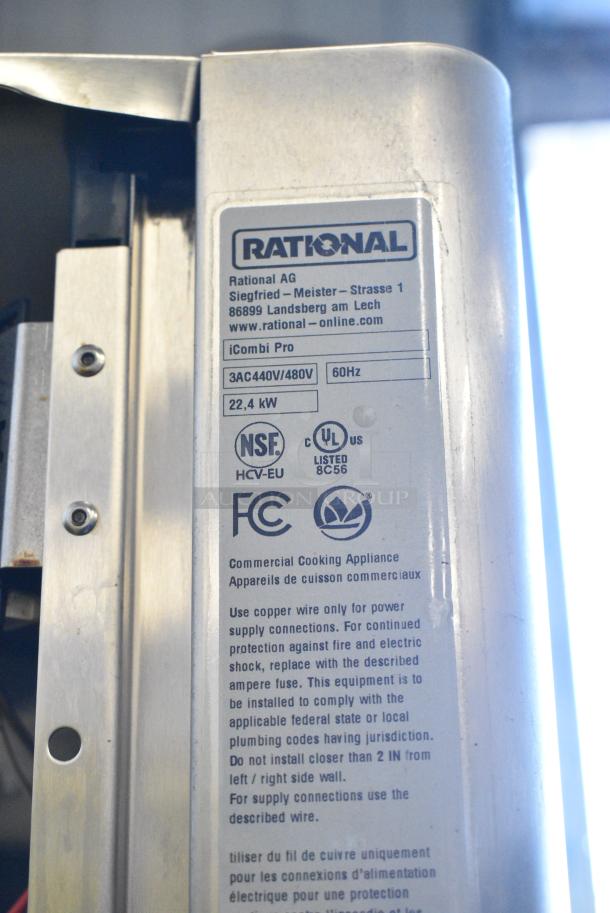 RATIONAL
Rational AG
Siegfried – Meister – Strasse 1
86899 Landsberg am Lech
www.rational – online.com
iCombi Pro
3AC440V/480V 60Hz
22,4 kW
NSF.
HCV-EU
C UL US
LISTED
8C56
FC
®
AUCTION GROUP
Commercial Cooking Appliance
Appareils de cuisson commerciaux
Use copper wire only for power
supply connections. For continued
protection against fire and electric
shock, replace with the described
ampere fuse. This equipment is to
be installed to comply with the
applicable federal state or local
plumbing codes having jurisdiction.
Do not install closer than 2 IN from
left / right side wall.
For supply connections use the
described wire.
tiliser du fil de cuivre uniquement
pour les connexions d'alimentation
électrique pour une protection